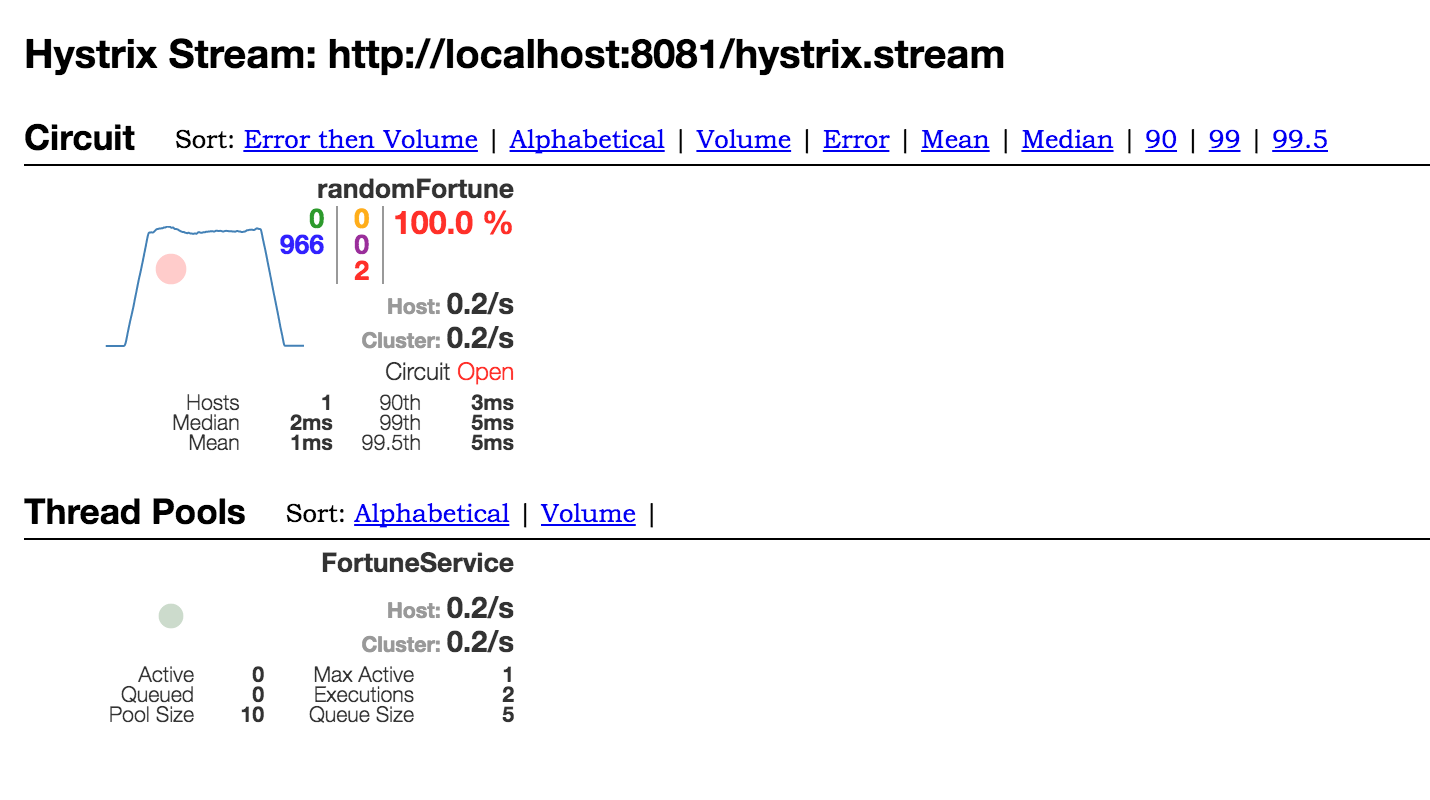 Hystrix Stream: http://localhost:8081/hystrix.stream
Circuit Sort: Error then Volume | Alphabetical | Volume | Error | Mean | Median | 90 | 99 | 99.5
randomFortune
0 0 100.0 %
966 0
2
Host: 0.2/s
Cluster: 0.2/s
Circuit Open
Hosts 1 90th 3ms
Median 2ms 99th 5ms
Mean 1ms 99.5th 5ms
Thread Pools Sort: Alphabetical | Volume |
FortuneService
Host: 0.2/s
Cluster: 0.2/s
Active 0 Max Active 1
Queued 0 Executions 2
Pool Size 10 Queue Size 5